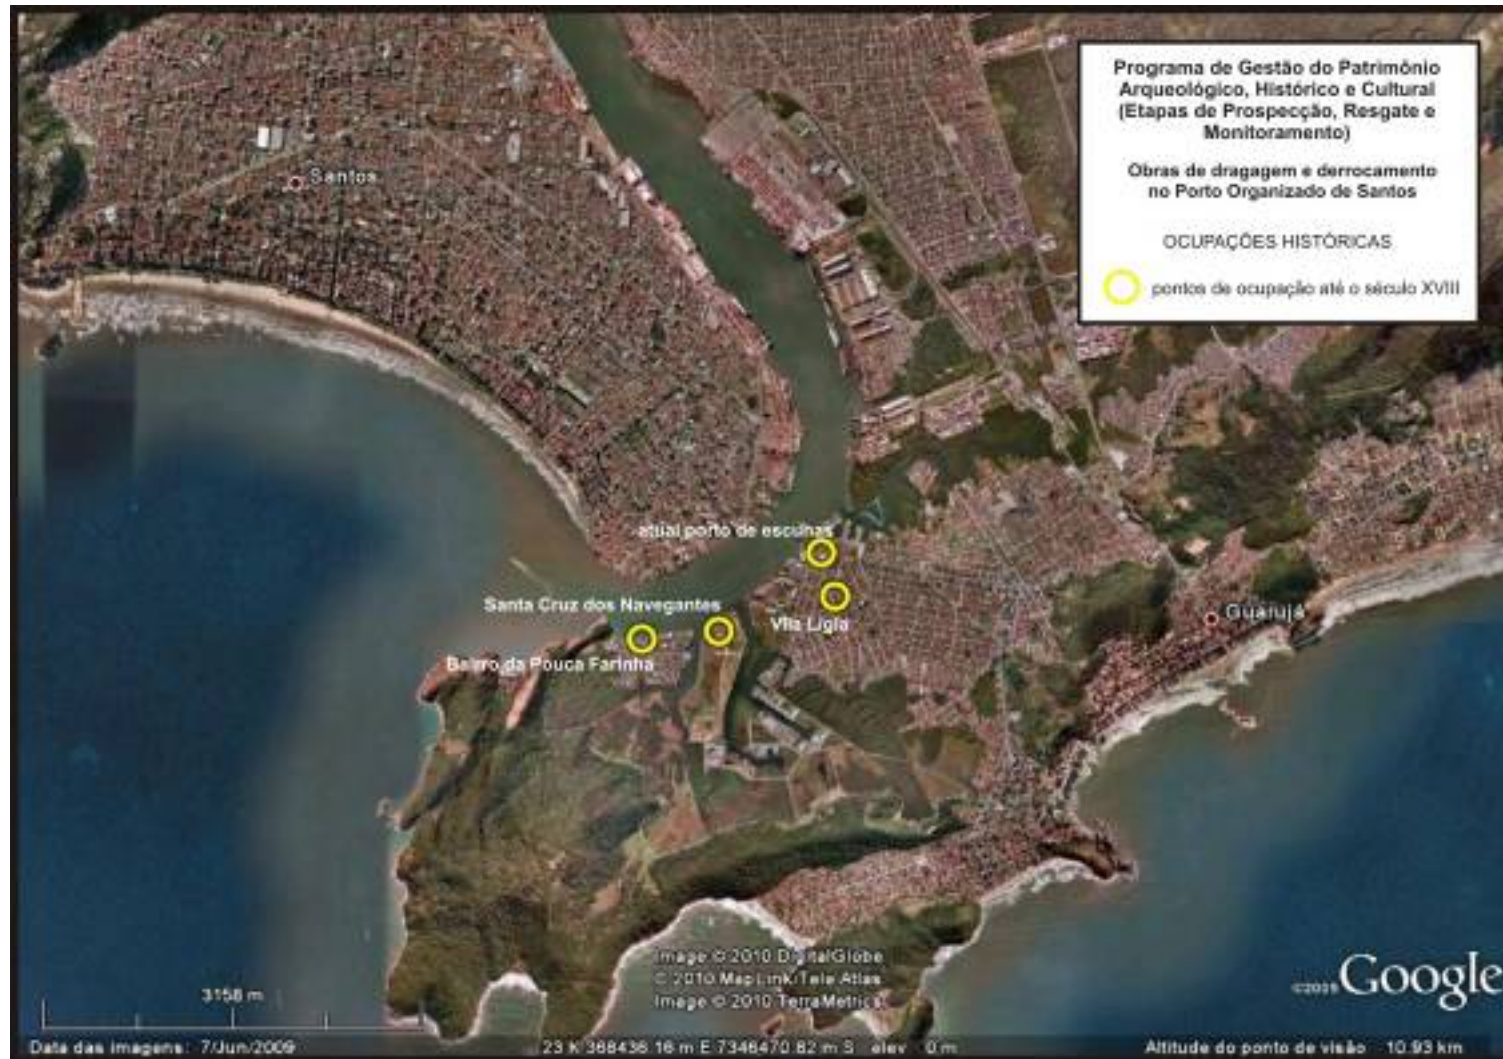 Programa de Gestão do Patrimônio
Arqueológico, Histórico e Cultural
(Etapas de Prospecção, Resgate e
Monitoramento)
Obras de dragagem e derrocamento
no Porto Organizado de Santos
OCUPAÇÕES HISTÓRICAS
pontos de ocupação até o século XVIII
Santos
atual porto de escunas
Santa Cruz dos Navegantes
Vila Lígia
Guarujá
Bairro da Pouca Farinha
Image © 2010 DigitalGlobe
© 2010 MapLink/Tele Atlas
Image © 2010 TerraMetrics
©2009 Google
3158 m
Data das imagens: 7/Jun/2009
23 K 368436.16 m E 7346470.82 m S elev 0 m
Altitude do ponto de visão 10.93 km